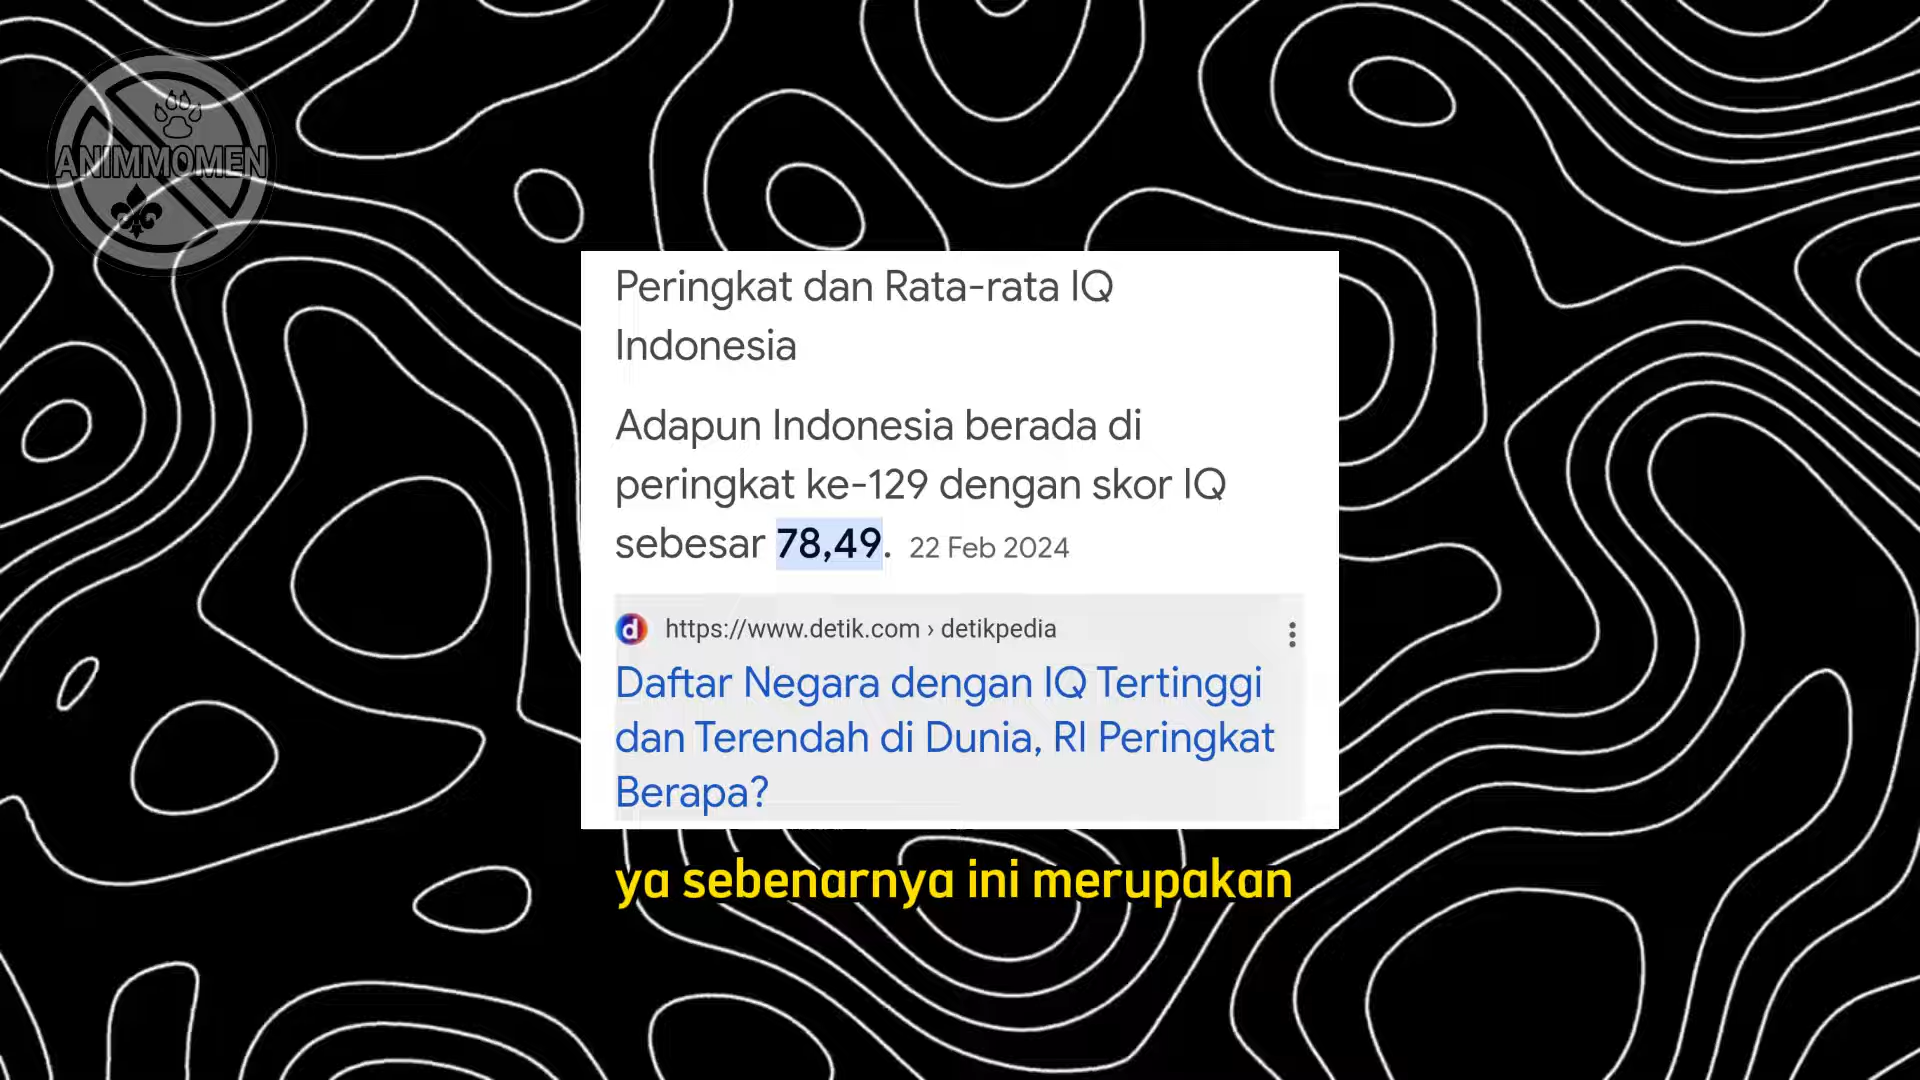 ANIMMOMEN
Peringkat dan Rata-rata IQ
Indonesia
Adapun Indonesia berada di
peringkat ke-129 dengan skor IQ
sebesar 78,49. 22 Feb 2024
d https://www.detik.com › detikpedia
Daftar Negara dengan IQ Tertinggi
dan Terendah di Dunia, RI Peringkat
Berapa?
ya sebenarnya ini merupakan